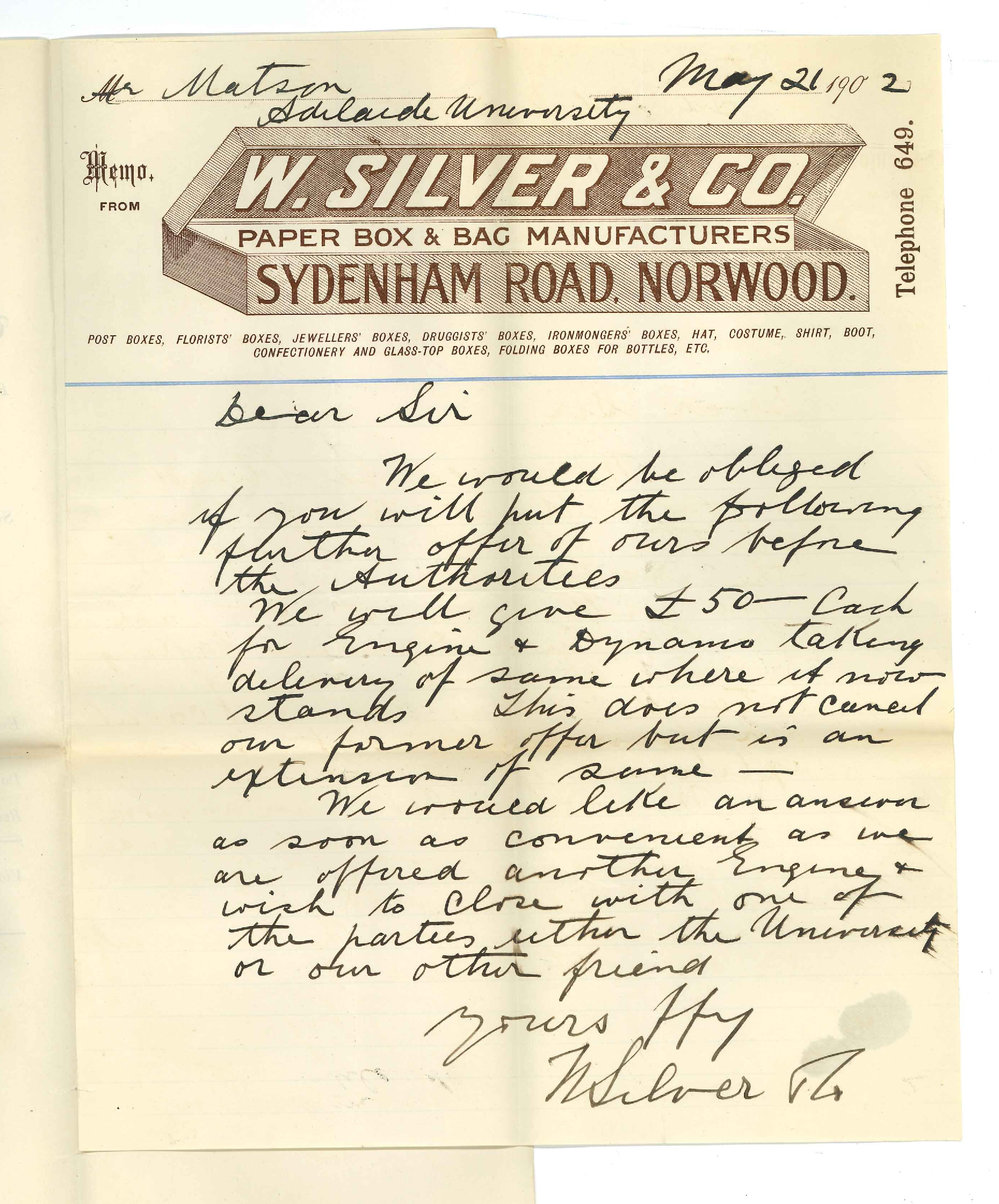 Mr Matson May 21 1902
Adelaide University
Memo.
FROM
W. SILVER & CO.
PAPER BOX & BAG MANUFACTURERS
SYDENHAM ROAD, NORWOOD.
Telephone 649.
POST BOXES, FLORISTS' BOXES, JEWELLERS' BOXES, DRUGGISTS' BOXES, IRONMONGERS' BOXES, HAT, COSTUME, SHIRT, BOOT,
CONFECTIONERY AND GLASS-TOP BOXES, FOLDING BOXES FOR BOTTLES, ETC.
Dear Sir
We would be obliged
if you will put the following
further offer of ours before
the Authorities
We will give £50— Cash
for Engine & Dynamo taking
delivery of same where it now
stands This does not cancel
our former offer but is an
extension of same —
We would like an answer
as soon as convenient as we
are offered another Engine &
wish to close with one of
the parties either the University
or our other friend
yours ffy
W Silver